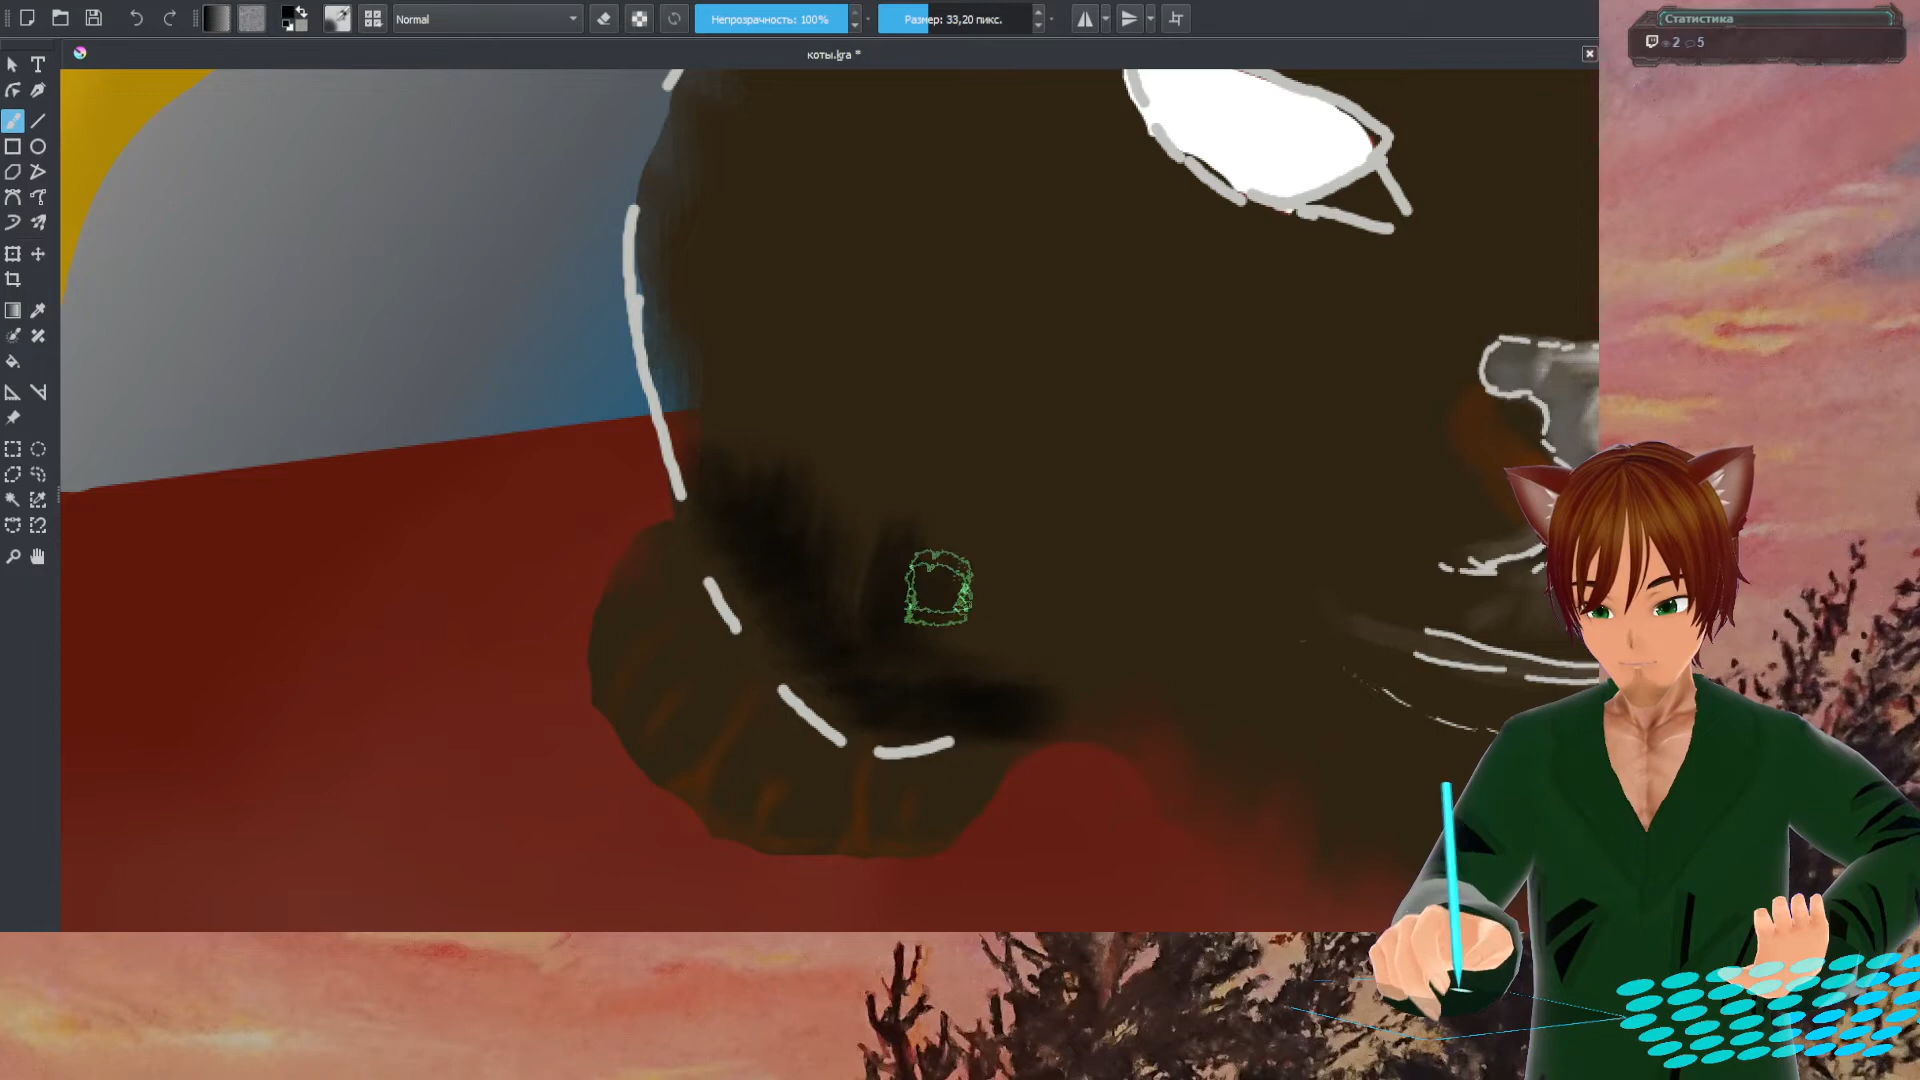 Normal
Непрозрачность: 100%
Размер: 33,20 пикс.
Статистика
2 5
коты.kra *